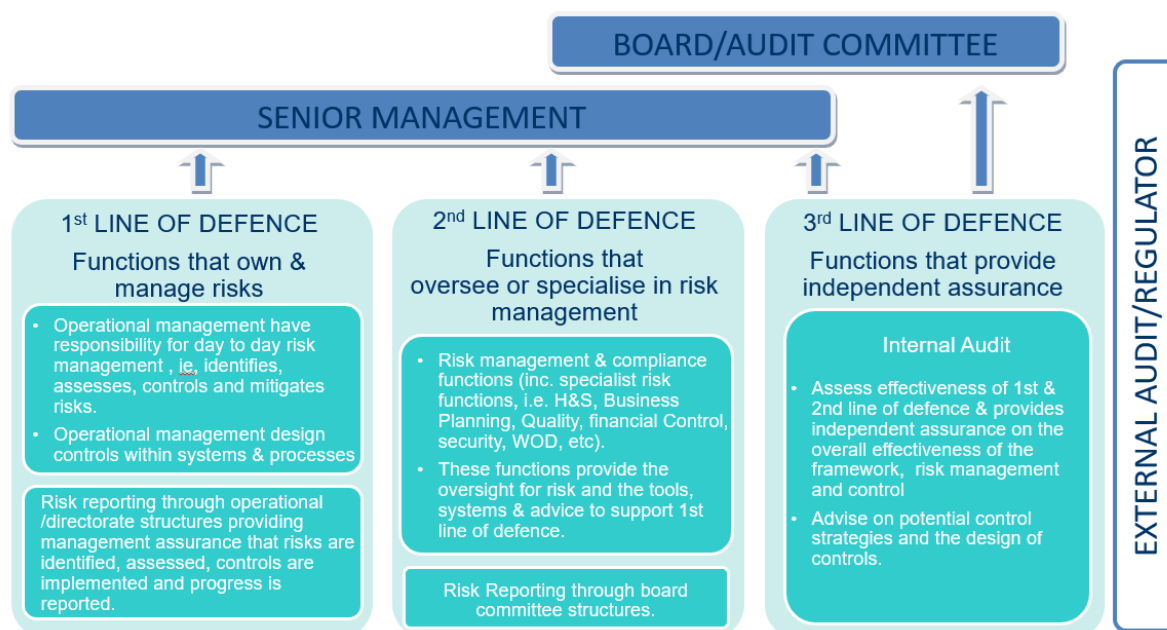 BOARD/AUDIT COMMITTEE
SENIOR MANAGEMENT
1st LINE OF DEFENCE
Functions that own &
manage risks
• Operational management have
responsibility for day to day risk
management , ie, identifies,
assesses, controls and mitigates
risks.
• Operational management design
controls within systems & processes
Risk reporting through operational
/directorate structures providing
management assurance that risks are
identified, assessed, controls are
implemented and progress is
reported.
2nd LINE OF DEFENCE
Functions that
oversee or specialise in risk
management
• Risk management & compliance
functions (inc. specialist risk
functions, i.e. H&S, Business
Planning, Quality, financial Control,
security, WOD, etc).
• These functions provide the
oversight for risk and the tools,
systems & advice to support 1st
line of defence.
Risk Reporting through board
committee structures.
3rd LINE OF DEFENCE
Functions that provide
independent assurance
Internal Audit
• Assess effectiveness of 1st &
2nd line of defence & provides
independent assurance on the
overall effectiveness of the
framework, risk management
and control
• Advise on potential control
strategies and the design of
controls.
EXTERNAL AUDIT/REGULATOR